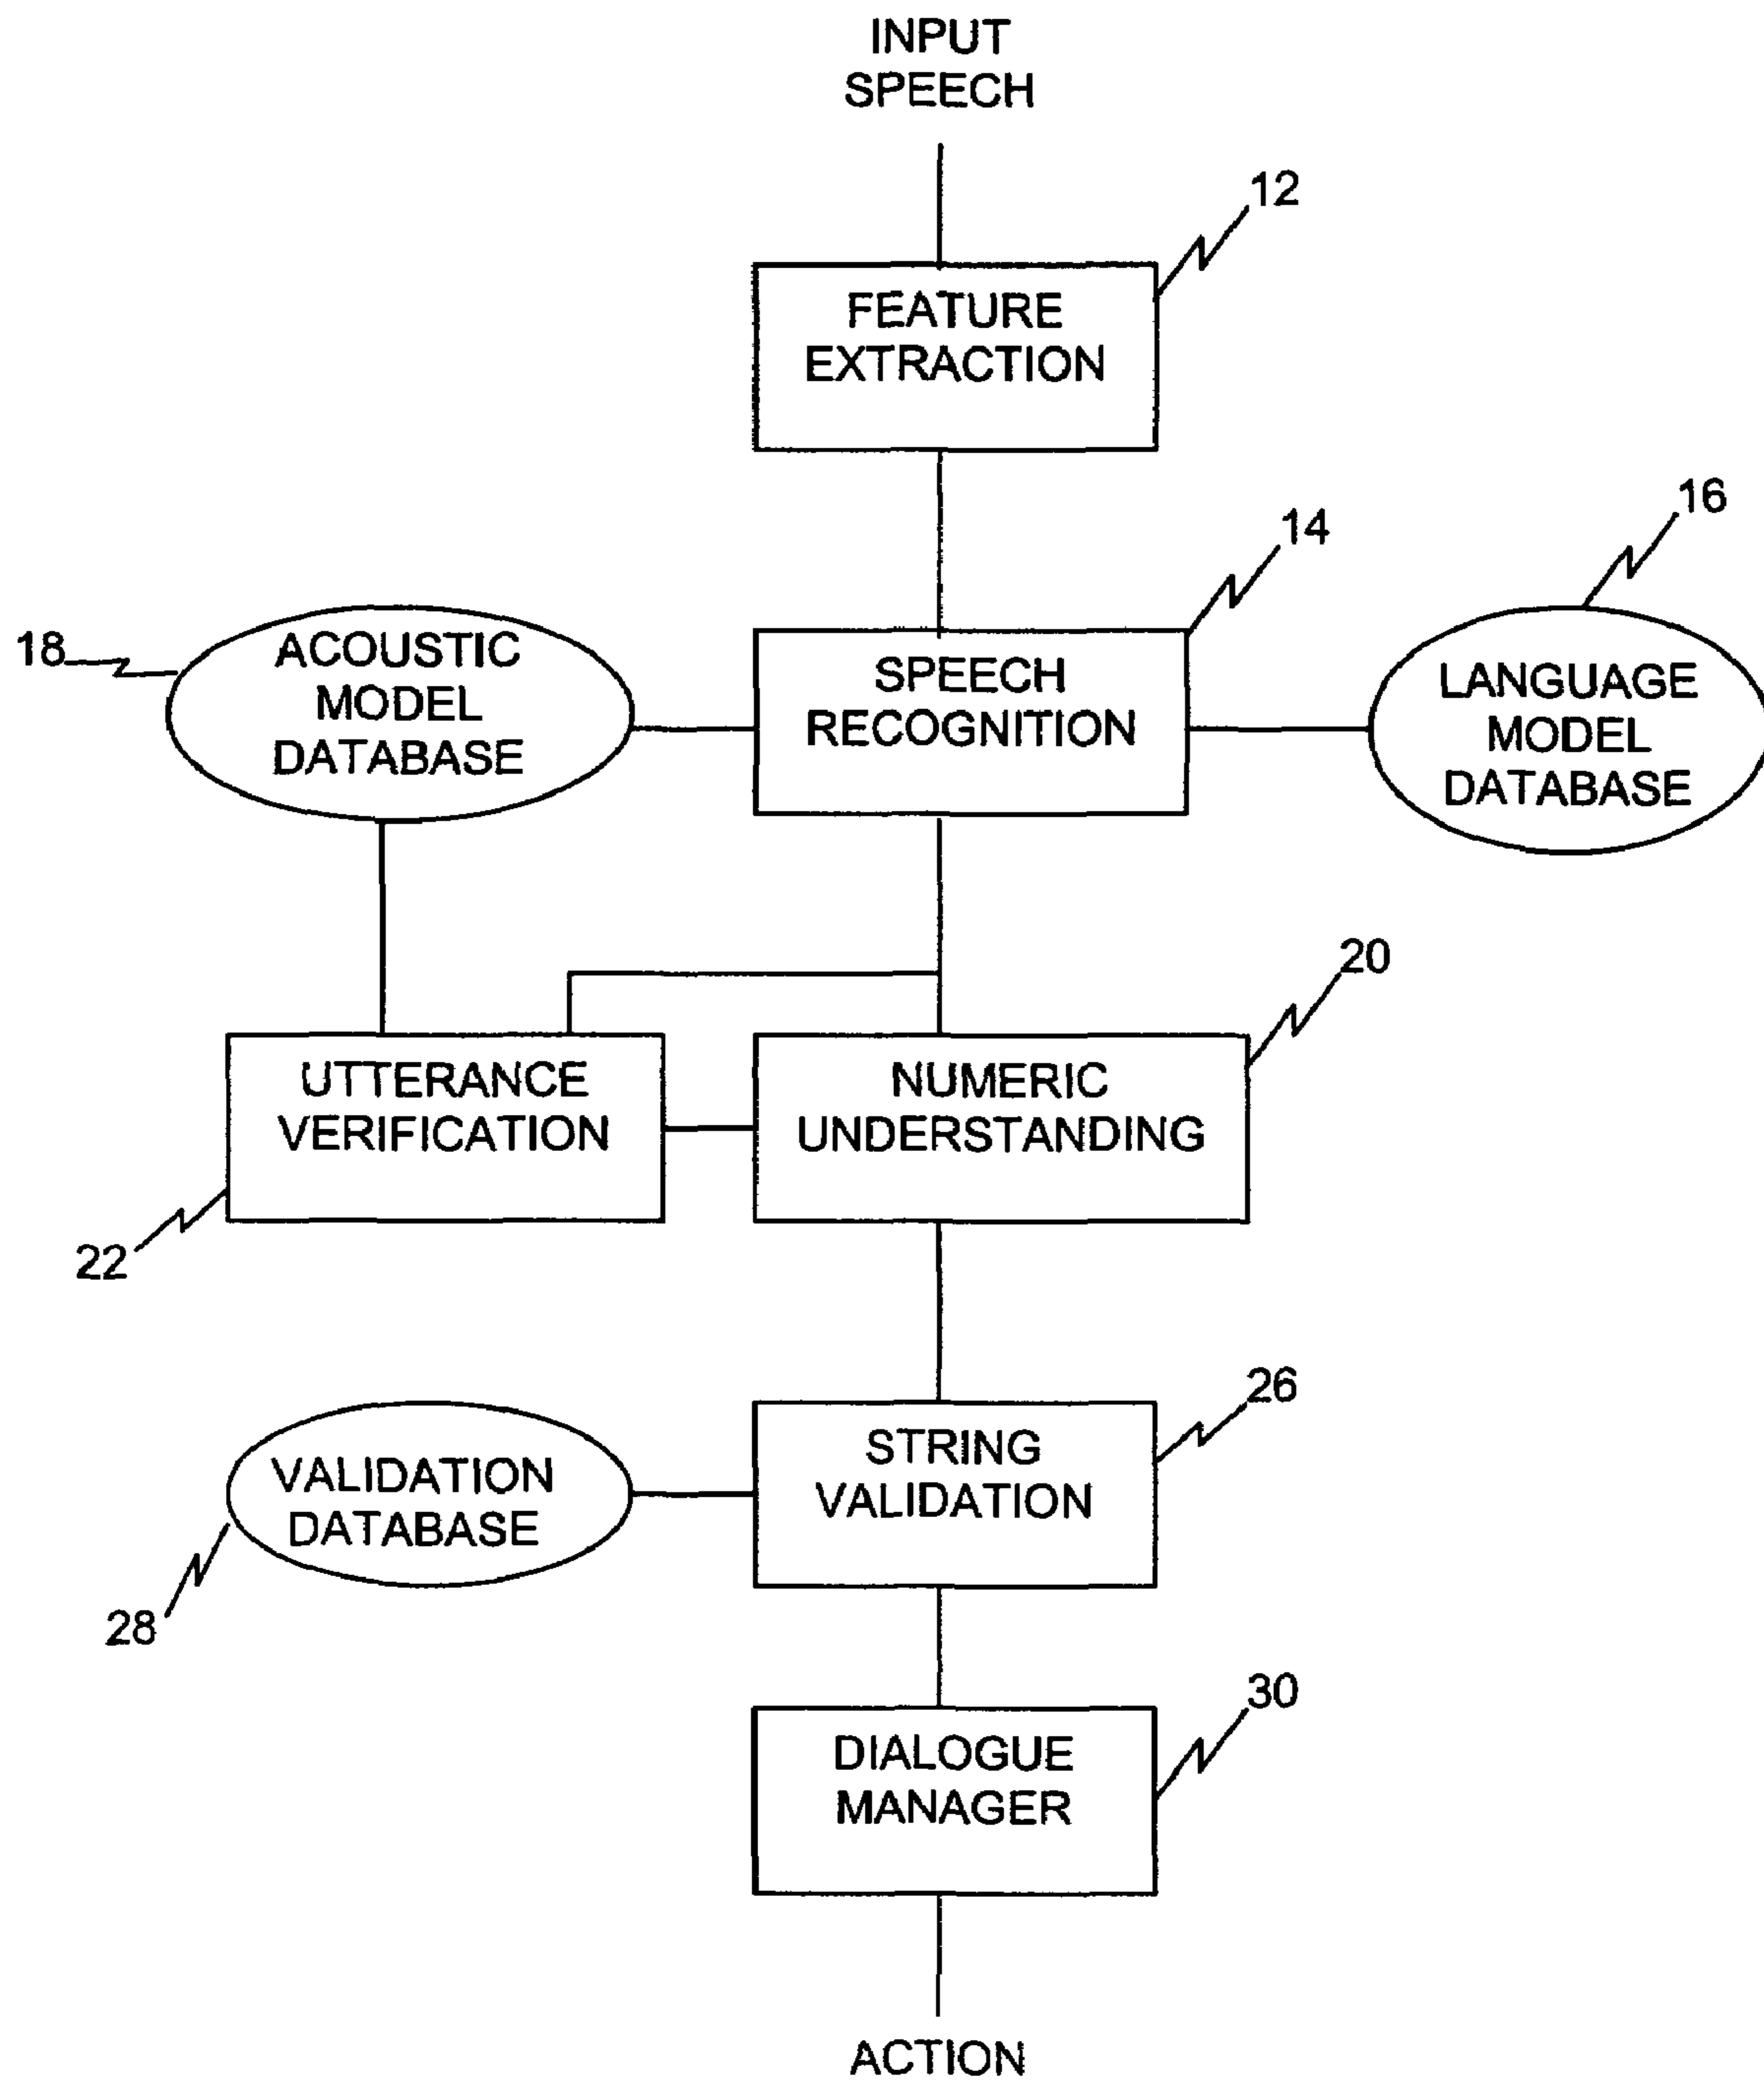 INPUT
SPEECH
12
FEATURE
EXTRACTION
16
14
18
ACOUSTIC
MODEL
DATABASE
SPEECH
RECOGNITION
LANGUAGE
MODEL
DATABASE
20
UTTERANCE
VERIFICATION
NUMERIC
UNDERSTANDING
22
26
STRING
VALIDATION
VALIDATION
DATABASE
28
30
DIALOGUE
MANAGER
ACTION